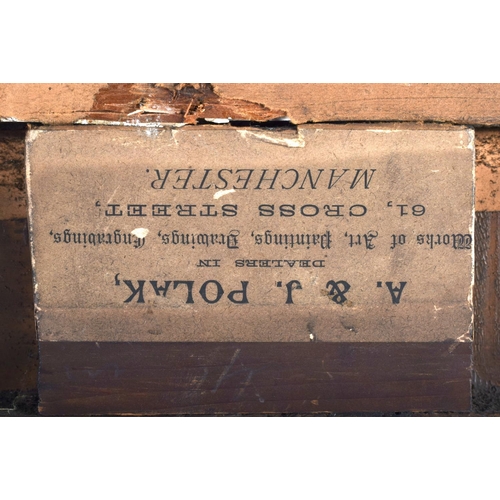 A. & J. POLAK,
DEALERS IN
Works of Art, Paintings, Drawings, Engravings,
61, CROSS STREET,
MANCHESTER.